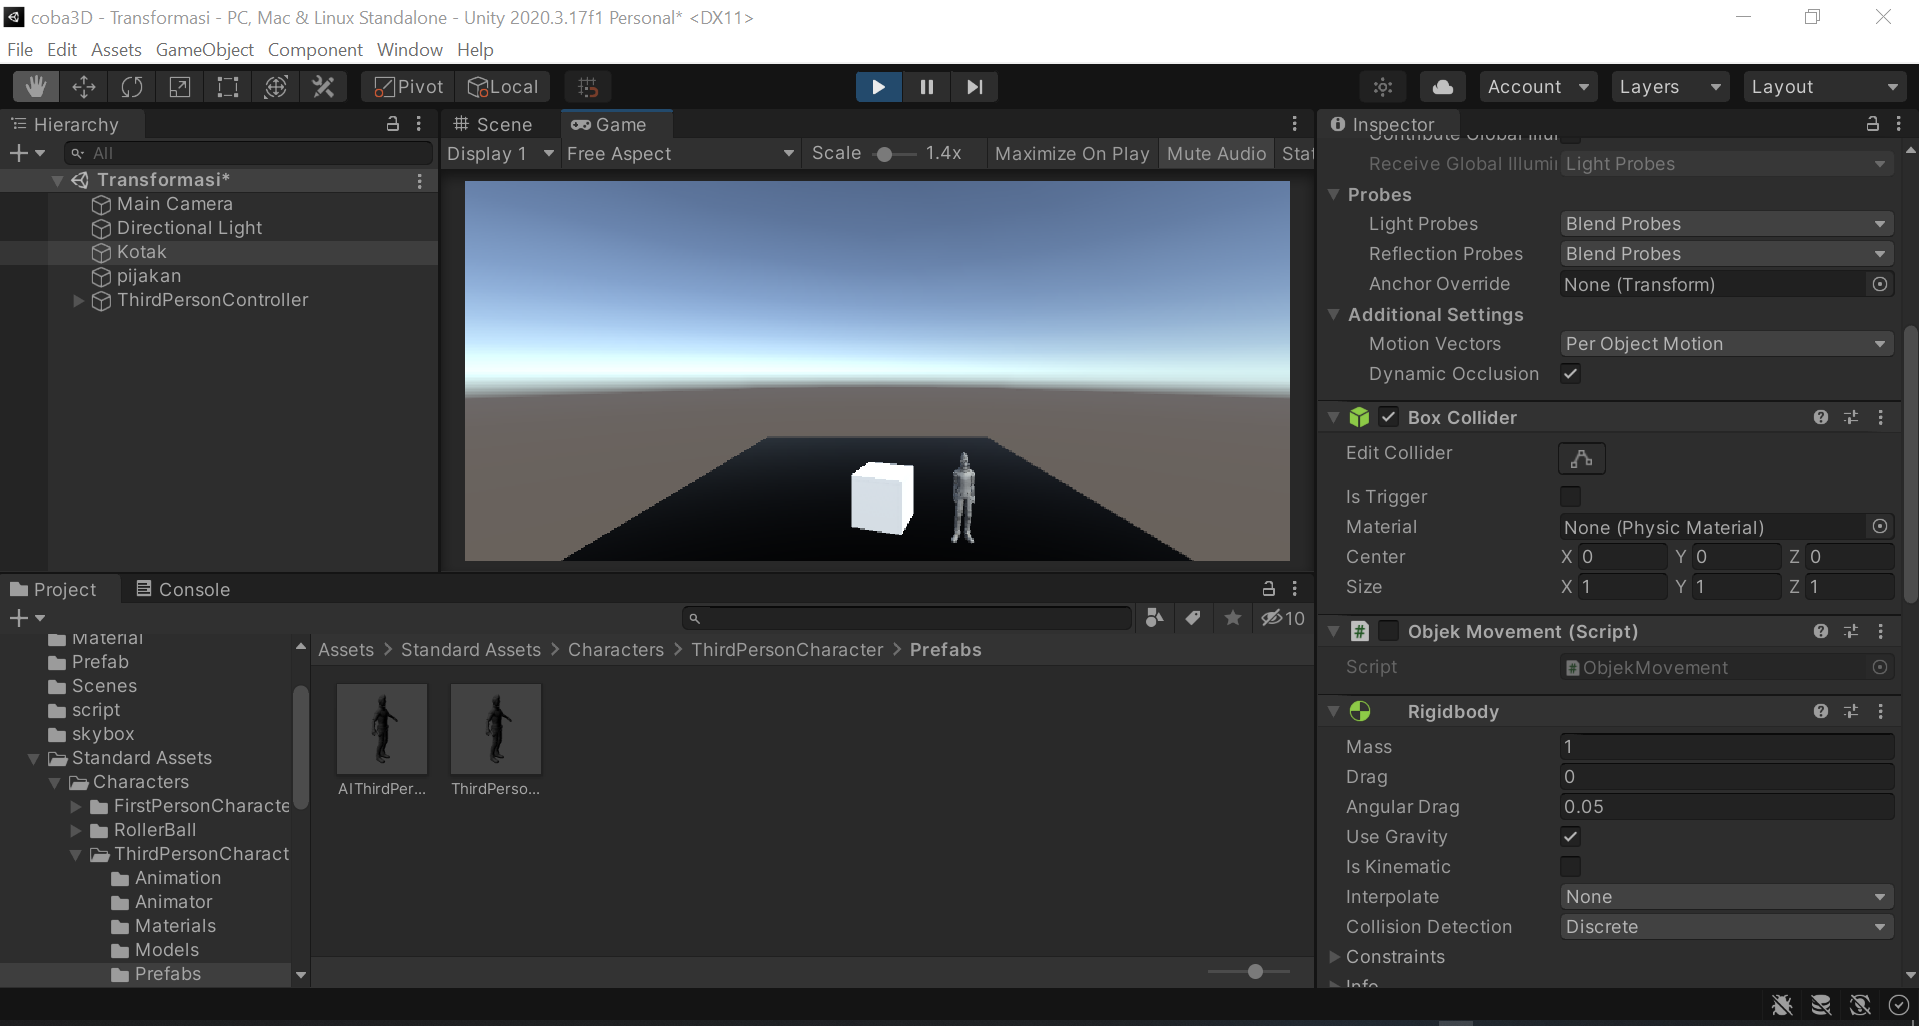 coba3D - Transformasi - PC, Mac & Linux Standalone - Unity 2020.3.17f1 Personal* <DX11>
File Edit Assets GameObject Component Window Help
Pivot Local Account Layers Layout
Hierarchy
All
Transformasi*
Main Camera
Directional Light
Kotak
pijakan
ThirdPersonController
Scene Game
Display 1 Free Aspect Scale 1.4x Maximize On Play Mute Audio Stat
Inspector
Contribute Global Illumi
Receive Global Illumii Light Probes
Probes
Light Probes Blend Probes
Reflection Probes Blend Probes
Anchor Override None (Transform)
Additional Settings
Motion Vectors Per Object Motion
Dynamic Occlusion
Box Collider
Edit Collider
Is Trigger
Material None (Physic Material)
Center X 0 Y 0 Z 0
Size X 1 Y 1 Z 1
# Objek Movement (Script)
Script # ObjekMovement
Rigidbody
Mass 1
Drag 0
Angular Drag 0.05
Use Gravity
Is Kinematic
Interpolate None
Collision Detection Discrete
Constraints
Info
Project Console
10
Material
Prefab
Scenes
script
skybox
Standard Assets
Characters
FirstPersonCharacte
RollerBall
ThirdPersonCharact
Animation
Animator
Materials
Models
Prefabs
Assets > Standard Assets > Characters > ThirdPersonCharacter > Prefabs
AIThirdPer... ThirdPerso...